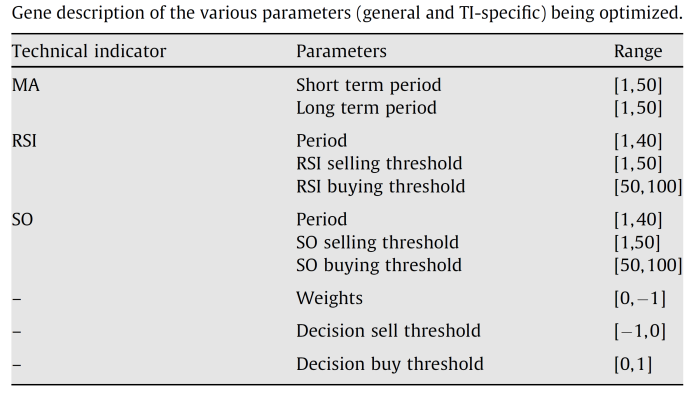 Gene description of the various parameters (general and TI-specific) being optimized.
Technical indicator Parameters Range
MA Short term period [1,50]
Long term period [1,50]
RSI Period [1,40]
RSI selling threshold [1,50]
RSI buying threshold [50,100]
SO Period [1,40]
SO selling threshold [1,50]
SO buying threshold [50,100]
– Weights [0,−1]
– Decision sell threshold [−1,0]
– Decision buy threshold [0,1]